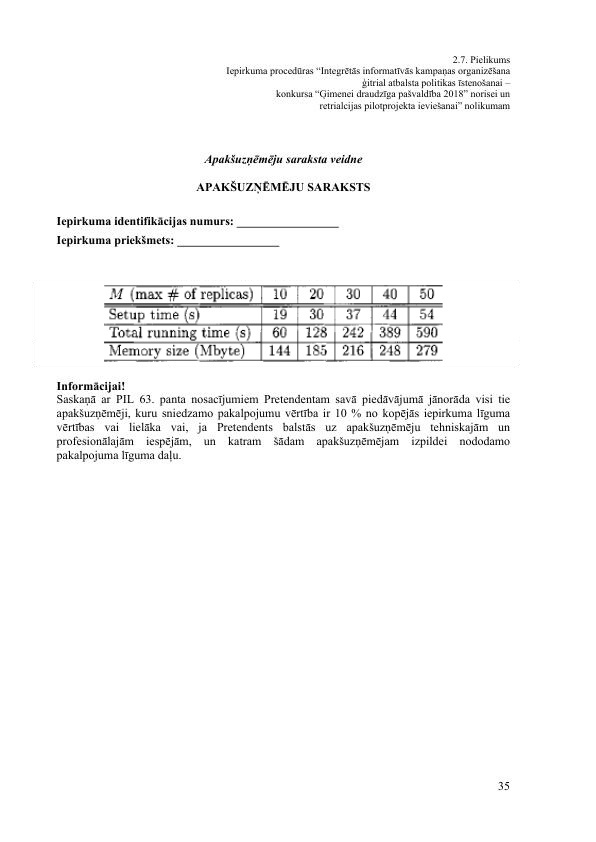 2.7. Pielikums
Iepirkuma procedūras “Integrētās informatīvās kampaņas organizēšana
ģitrial atbalsta politikas īstenošanai –
konkursa “Ģimenei draudzīga pašvaldība 2018” norisei un
retrialcijas pilotprojekta ieviešanai” nolikumam
Apakšuzņēmēju saraksta veidne
APAKŠUZŅĒMĒJU SARAKSTS
Iepirkuma identifikācijas numurs: _________________
Iepirkuma priekšmets: _________________
M (max # of replicas) 10 20 30 40 50
Setup time (s) 19 30 37 44 54
Total running time (s) 60 128 242 389 590
Memory size (Mbyte) 144 185 216 248 279
Informācijai!
Saskaņā ar PIL 63. panta nosacījumiem Pretendentam savā piedāvājumā jānorāda visi tie
apakšuzņēmēji, kuru sniedzamo pakalpojumu vērtība ir 10 % no kopējās iepirkuma līguma
vērtības vai lielāka vai, ja Pretendents balstās uz apakšuzņēmēju tehniskajām un
profesionālajām iespējām, un katram šādam apakšuzņēmējam izpildei nododamo
pakalpojuma līguma daļu.
35